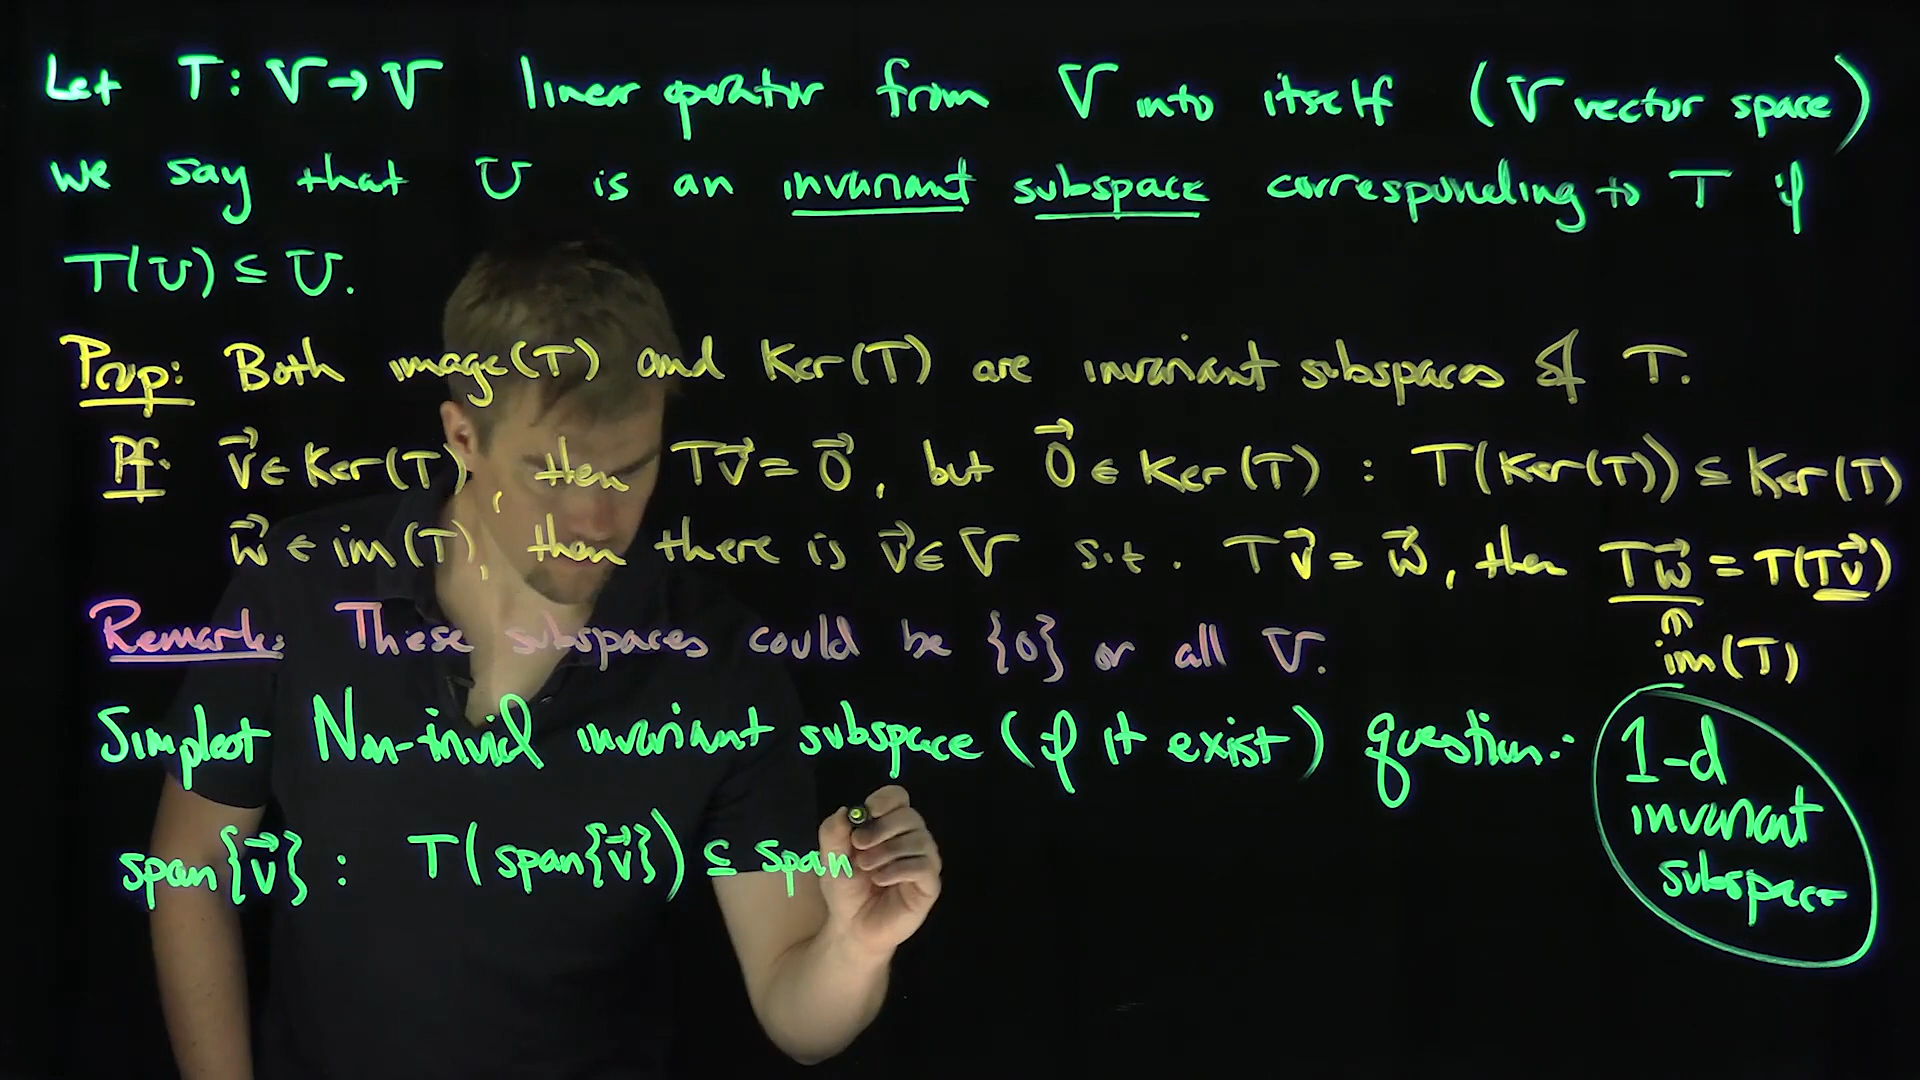 Let T: V → V linear operator from V into itself (V vector space)
we say that U is an invariant subspace corresponding to T if
T(U) ⊆ U.
Prop: Both image(T) and Ker(T) are invariant subspaces of T.
Pf: v⃗ ∈ Ker(T), then Tv⃗ = 0⃗, but 0⃗ ∈ Ker(T) : T(Ker(T)) ⊆ Ker(T)
w⃗ ∈ im(T), then there is v⃗ ∈ V s.t. Tv⃗ = w⃗, then Tw⃗ = T(Tv⃗)
∈ im(T)
Remark: These subspaces could be {0} or all V.
Simplest Non-trivial invariant subspace (if it exist) question:
1-d
invariant
subspace
span{v⃗} : T(span{v⃗}) ⊆ span